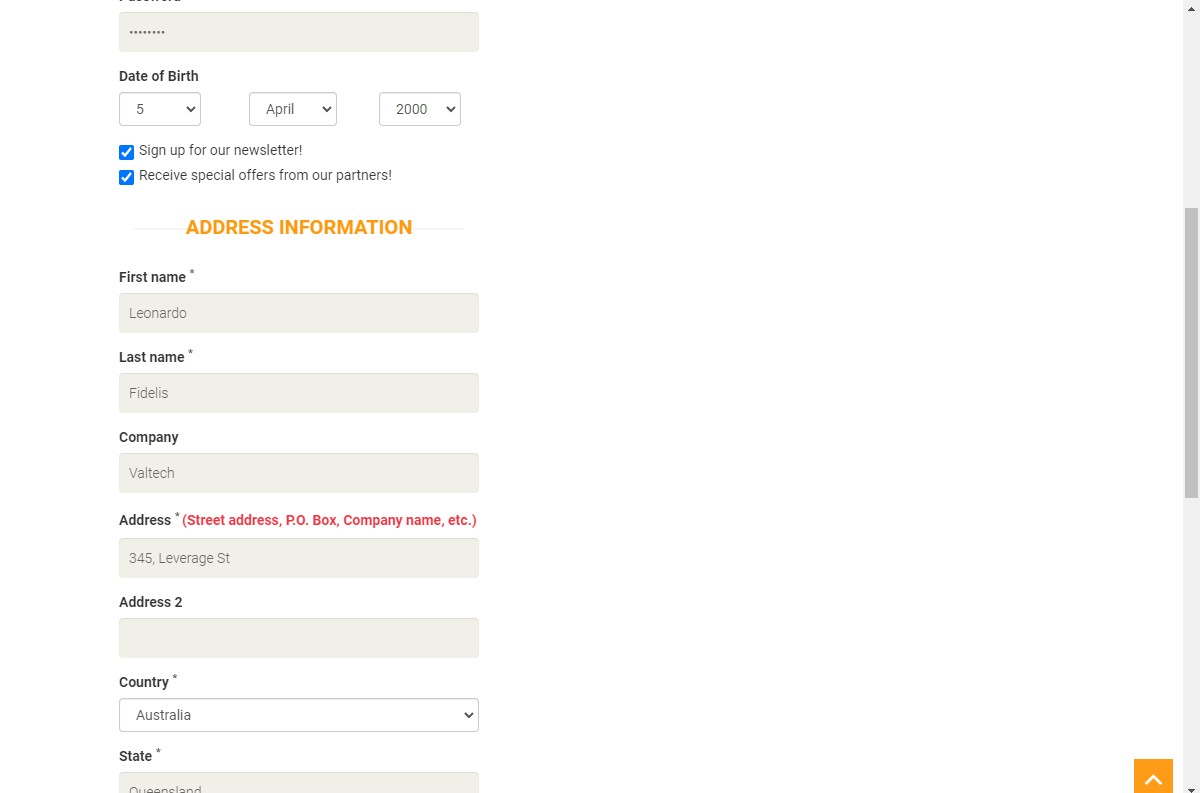 Password
••••••••
Date of Birth
5 April 2000
Sign up for our newsletter!
Receive special offers from our partners!
ADDRESS INFORMATION
First name *
Leonardo
Last name *
Fidelis
Company
Valtech
Address * (Street address, P.O. Box, Company name, etc.)
345, Leverage St
Address 2
Country *
Australia
State *
Queensland